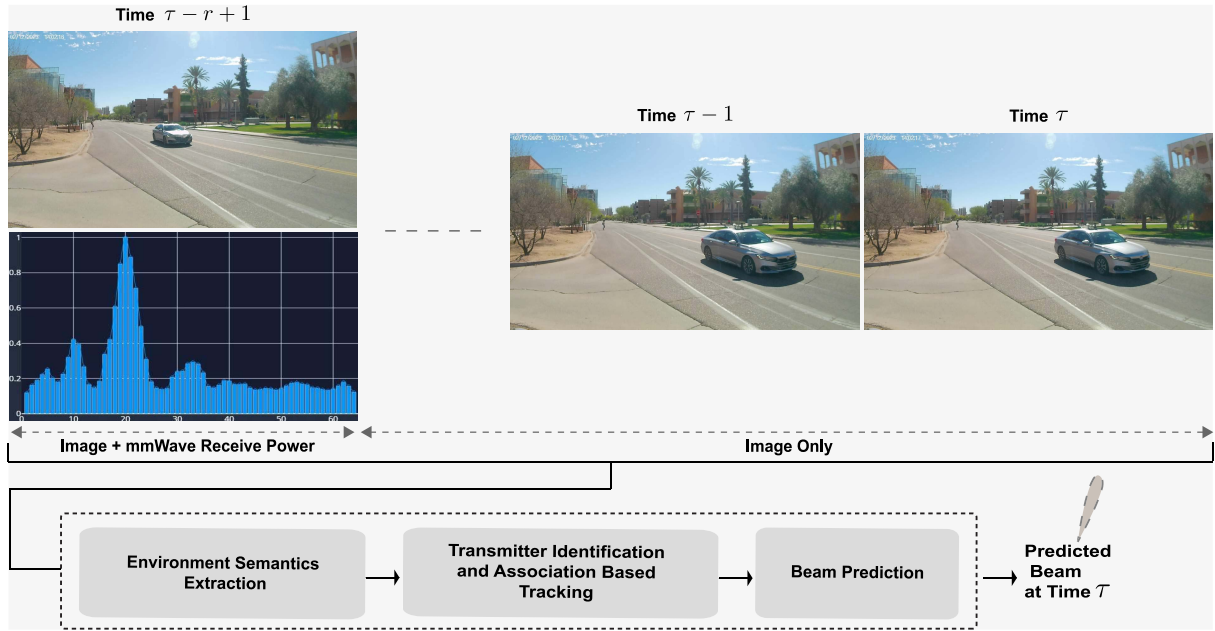 Time τ − r + 1
Time τ − 1
Time τ
1
0.8
0.6
0.4
0.2
0
0 10 20 30 40 50 60
Image + mmWave Receive Power
Image Only
Environment Semantics
Extraction
Transmitter Identification
and Association Based
Tracking
Beam Prediction
Predicted
Beam
at Time τ